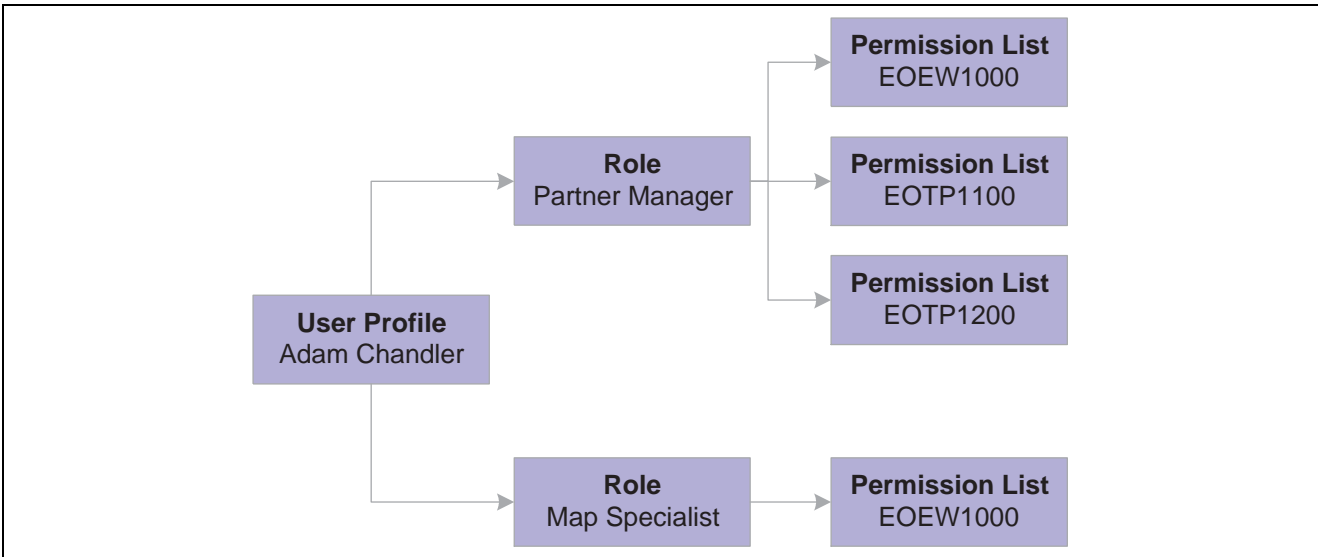 Permission List
EOEW1000
Role
Partner Manager
Permission List
EOTP1100
Permission List
EOTP1200
User Profile
Adam Chandler
Role
Map Specialist
Permission List
EOEW1000